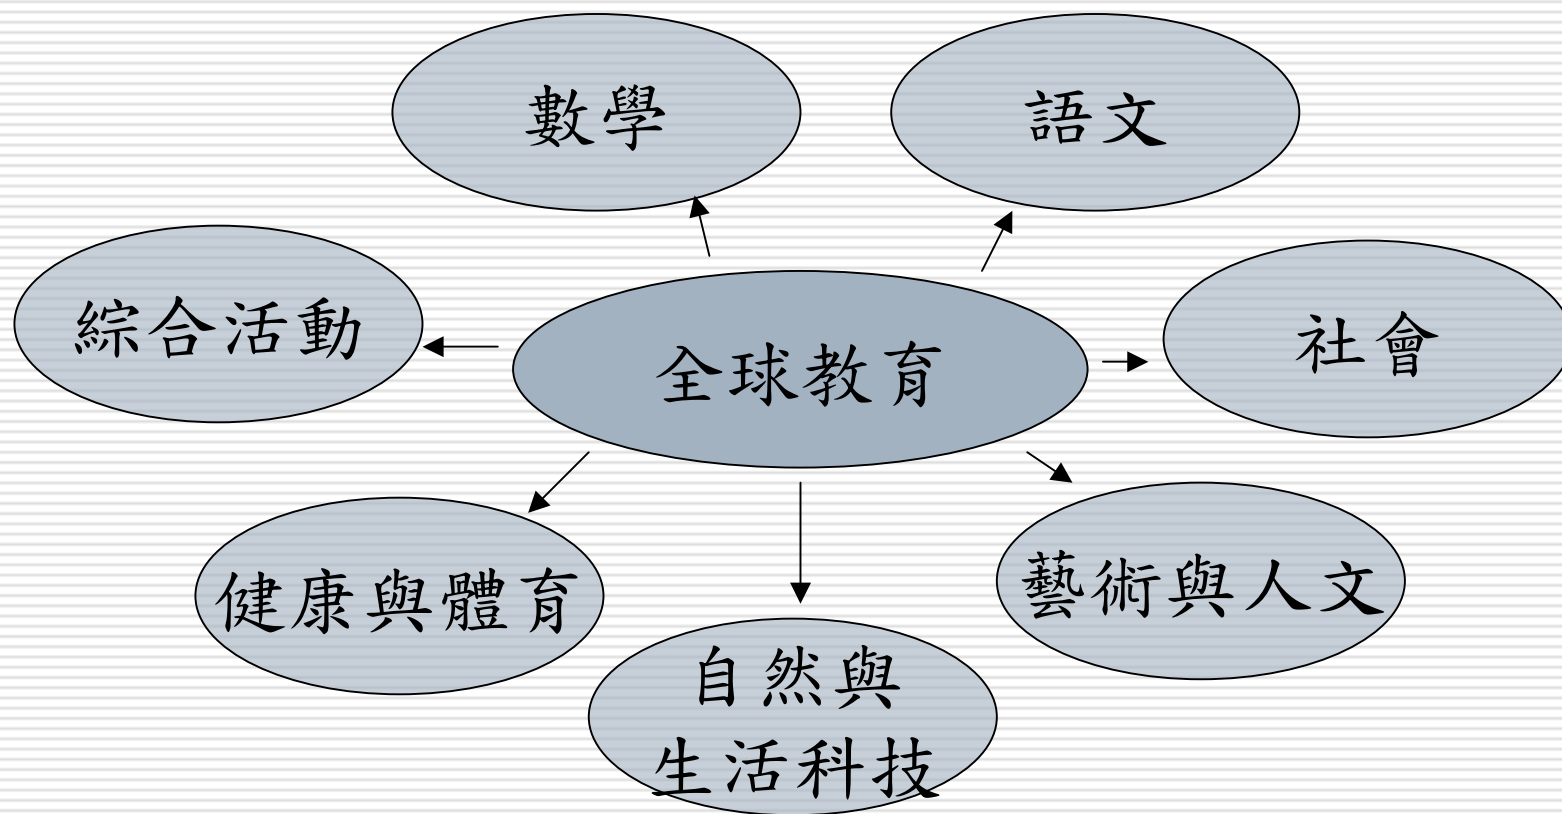 數學
語文
綜合活動
全球教育
社會
健康與體育
藝術與人文
自然與
生活科技